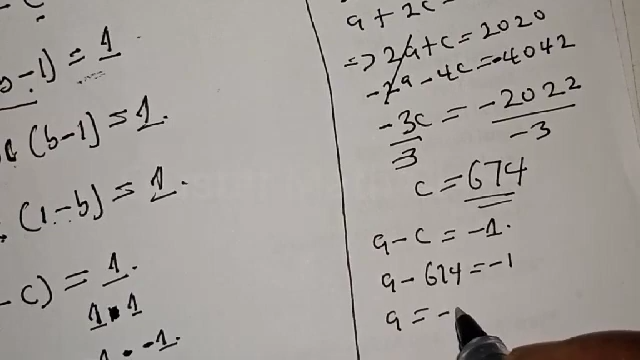 -1) = 1
(b-1) = 1.
(1-b) = 1.
-c) = 1.
1 1
1 · -1.
a + 2c =
=> 2a + c = 2020
-2a - 4c = -4042
-3c = -2022
3 -3
c = 674
a - c = -1.
a - 674 = -1
a = -